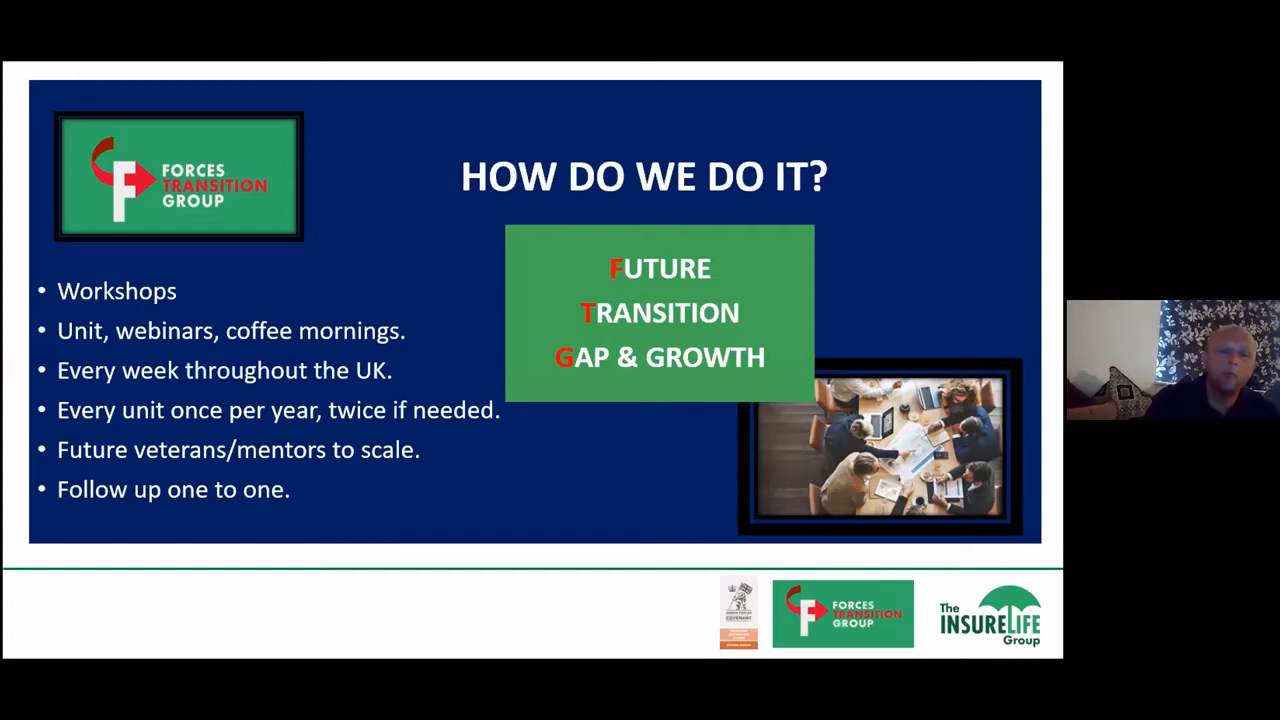 FORCES
TRANSITION
GROUP
HOW DO WE DO IT?
FUTURE
TRANSITION
GAP & GROWTH
• Workshops
• Unit, webinars, coffee mornings.
• Every week throughout the UK.
• Every unit once per year, twice if needed.
• Future veterans/mentors to scale.
• Follow up one to one.
COVENANT
FORCES
TRANSITION
GROUP
The
INSURELIFE
Group